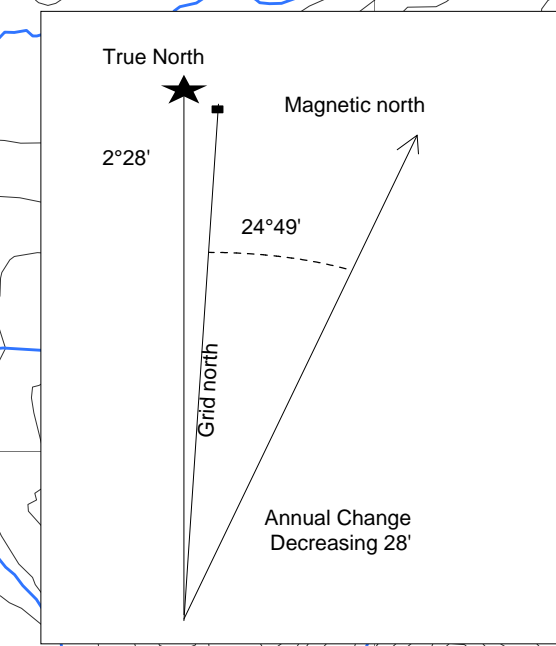 True North
Magnetic north
2°28'
24°49'
Grid north
Annual Change
Decreasing 28'